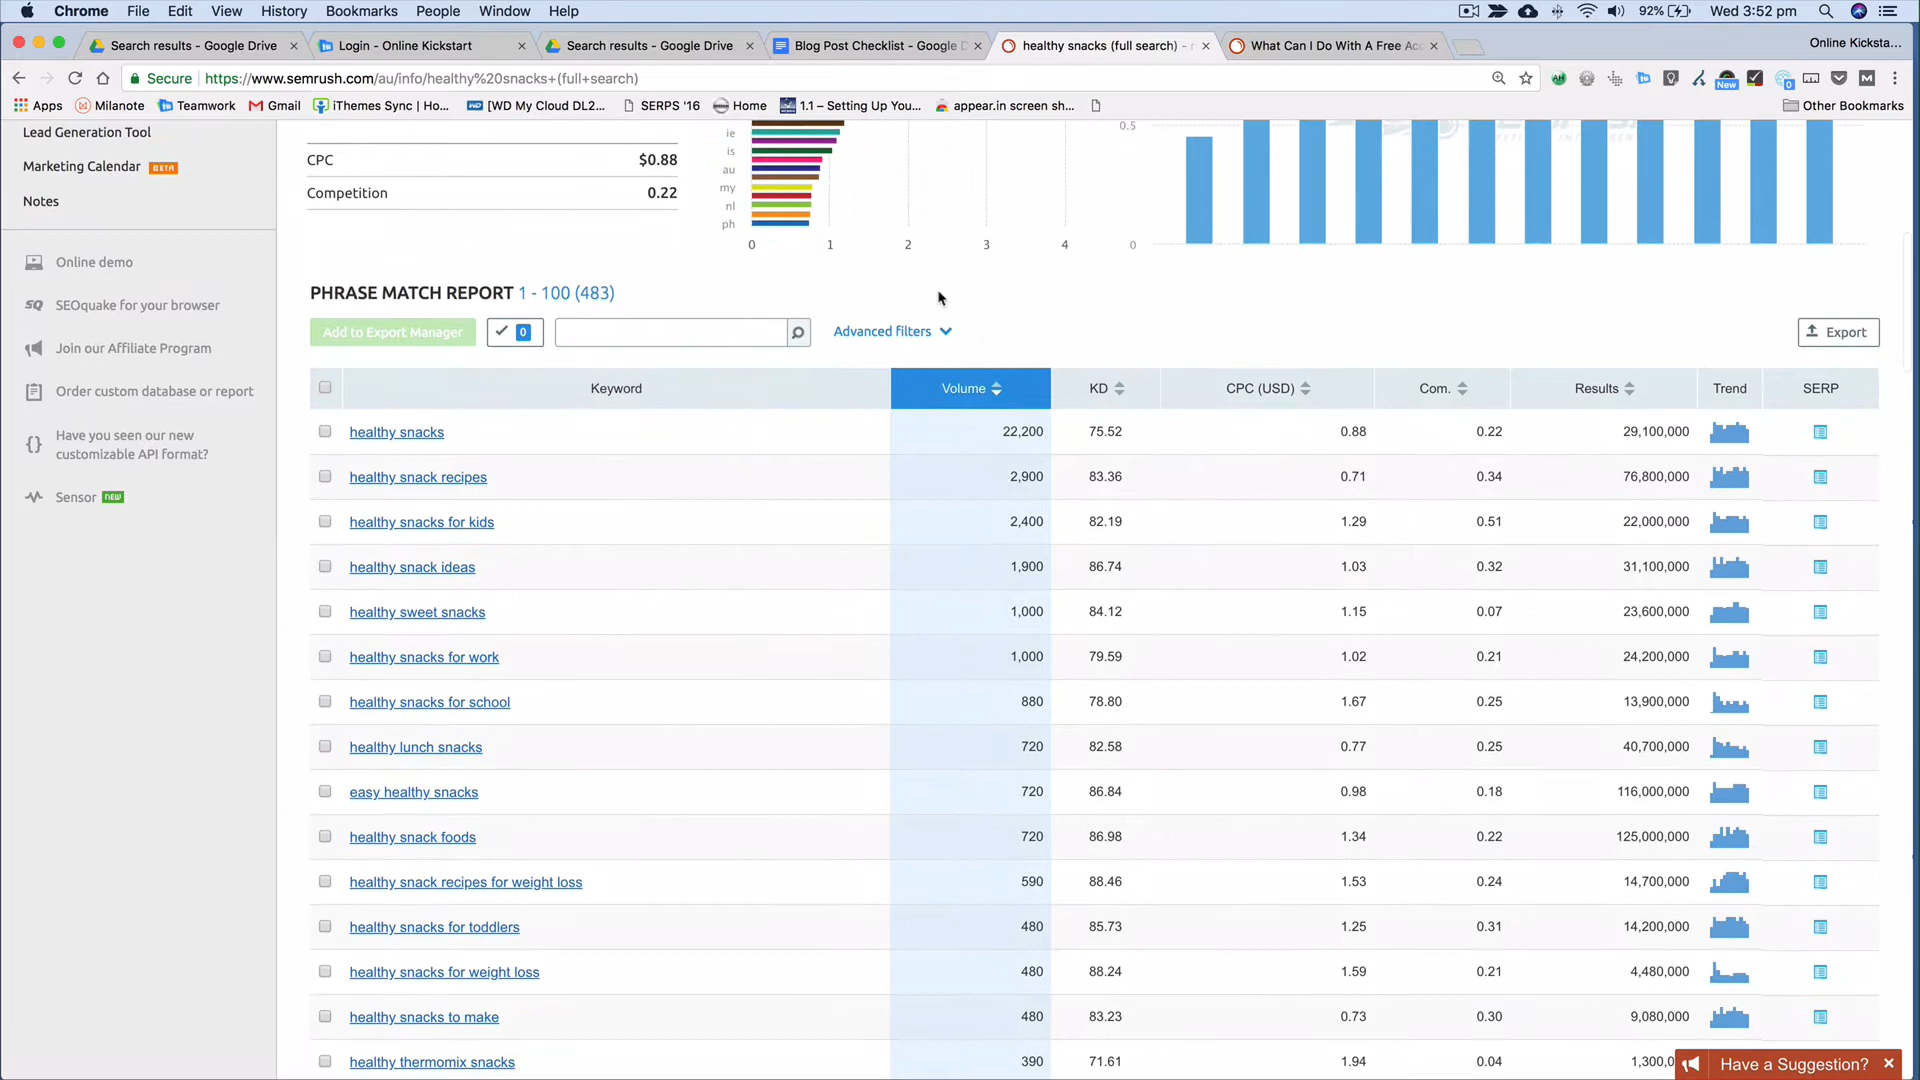 Chrome File Edit View History Bookmarks People Window Help 92% Wed 3:52 pm
Search results - Google Drive Login - Online Kickstart Search results - Google Drive Blog Post Checklist - Google D healthy snacks (full search) - What Can I Do With A Free Acc Online Kicksta...
Secure https://www.semrush.com/au/info/healthy%20snacks+(full+search)
New 0
Apps Milanote Teamwork Gmail iThemes Sync | Ho... [WD My Cloud DL2... SERPS '16 Home 1.1 – Setting Up You... appear.in screen sh... Other Bookmarks
Lead Generation Tool
Marketing Calendar BETA
Notes
Online demo
SEOquake for your browser
Join our Affiliate Program
Order custom database or report
Have you seen our new
customizable API format?
Sensor NEW
CPC $0.88
Competition 0.22
ie
is
au
my
nl
ph
0 1 2 3 4
0.5
0
PHRASE MATCH REPORT 1 - 100 (483)
Add to Export Manager 0 Advanced filters Export
Keyword Volume KD CPC (USD) Com. Results Trend SERP
healthy snacks 22,200 75.52 0.88 0.22 29,100,000
healthy snack recipes 2,900 83.36 0.71 0.34 76,800,000
healthy snacks for kids 2,400 82.19 1.29 0.51 22,000,000
healthy snack ideas 1,900 86.74 1.03 0.32 31,100,000
healthy sweet snacks 1,000 84.12 1.15 0.07 23,600,000
healthy snacks for work 1,000 79.59 1.02 0.21 24,200,000
healthy snacks for school 880 78.80 1.67 0.25 13,900,000
healthy lunch snacks 720 82.58 0.77 0.25 40,700,000
easy healthy snacks 720 86.84 0.98 0.18 116,000,000
healthy snack foods 720 86.98 1.34 0.22 125,000,000
healthy snack recipes for weight loss 590 88.46 1.53 0.24 14,700,000
healthy snacks for toddlers 480 85.73 1.25 0.31 14,200,000
healthy snacks for weight loss 480 88.24 1.59 0.21 4,480,000
healthy snacks to make 480 83.23 0.73 0.30 9,080,000
healthy thermomix snacks 390 71.61 1.94 0.04 1,300,0
Have a Suggestion?